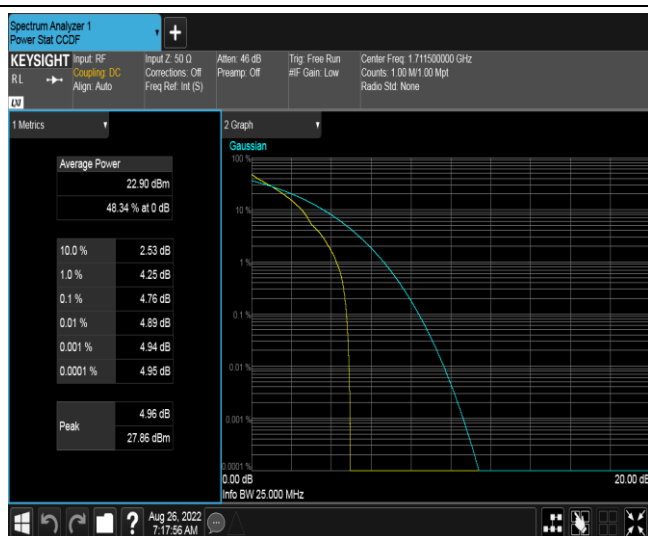 Spectrum Analyzer 1
Power Stat CCDF
+
KEYSIGHT
RL
LXI
Input: RF
Coupling: DC
Align: Auto
Input Z: 50 Ω
Corrections: Off
Freq Ref: Int (S)
Atten: 46 dB
Preamp: Off
Trig: Free Run
#IF Gain: Low
Center Freq: 1.711500000 GHz
Counts: 1.00 M/1.00 Mpt
Radio Std: None
1 Metrics
Average Power
22.90 dBm
48.34 % at 0 dB
10.0 % 2.53 dB
1.0 % 4.25 dB
0.1 % 4.76 dB
0.01 % 4.89 dB
0.001 % 4.94 dB
0.0001 % 4.95 dB
Peak
4.96 dB
27.86 dBm
2 Graph
Gaussian
100 %
10 %
1 %
0.1 %
0.01 %
0.001 %
0.0001 %
0.00 dB 20.00 dB
Info BW 25.000 MHz
?
Aug 26, 2022
7:17:56 AM